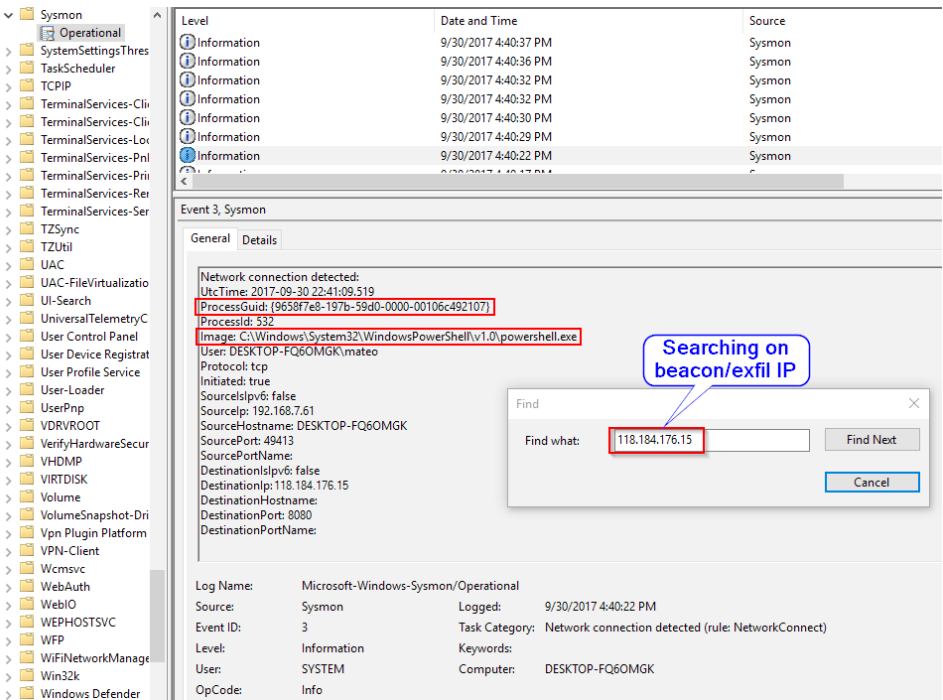 Sysmon
Operational
SystemSettingsThres
TaskScheduler
TCPIP
TerminalServices-Clie
TerminalServices-Clie
TerminalServices-Loc
TerminalServices-PnP
TerminalServices-Prin
TerminalServices-Ren
TerminalServices-Ser
TZSync
TZUtil
UAC
UAC-FileVirtualizatio
UI-Search
UniversalTelemetryC
User Control Panel
User Device Registrat
User Profile Service
User-Loader
UserPnp
VDRVROOT
VerifyHardwareSecur
VHDMP
VIRTDISK
Volume
VolumeSnapshot-Dri
Vpn Plugin Platform
VPN-Client
Wcmsvc
WebAuth
WebIO
WEPHOSTSVC
WFP
WiFiNetworkManage
Win32k
Windows Defender
Level Date and Time Source
Information 9/30/2017 4:40:37 PM Sysmon
Information 9/30/2017 4:40:36 PM Sysmon
Information 9/30/2017 4:40:32 PM Sysmon
Information 9/30/2017 4:40:32 PM Sysmon
Information 9/30/2017 4:40:30 PM Sysmon
Information 9/30/2017 4:40:29 PM Sysmon
Information 9/30/2017 4:40:22 PM Sysmon
Event 3, Sysmon
General Details
Network connection detected:
UtcTime: 2017-09-30 22:41:09.519
ProcessGuid: {9658f7e8-197b-59d0-0000-00106c492107}
ProcessId: 532
Image: C:\Windows\System32\WindowsPowerShell\v1.0\powershell.exe
User: DESKTOP-FQ6OMGK\mateo
Protocol: tcp
Initiated: true
SourceIsIpv6: false
SourceIp: 192.168.7.61
SourceHostname: DESKTOP-FQ6OMGK
SourcePort: 49413
SourcePortName:
DestinationIsIpv6: false
DestinationIp: 118.184.176.15
DestinationHostname:
DestinationPort: 8080
DestinationPortName:
Searching on
beacon/exfil IP
Find
Find what: 118.184.176.15 Find Next
Cancel
Log Name: Microsoft-Windows-Sysmon/Operational
Source: Sysmon Logged: 9/30/2017 4:40:22 PM
Event ID: 3 Task Category: Network connection detected (rule: NetworkConnect)
Level: Information Keywords:
User: SYSTEM Computer: DESKTOP-FQ6OMGK
OpCode: Info